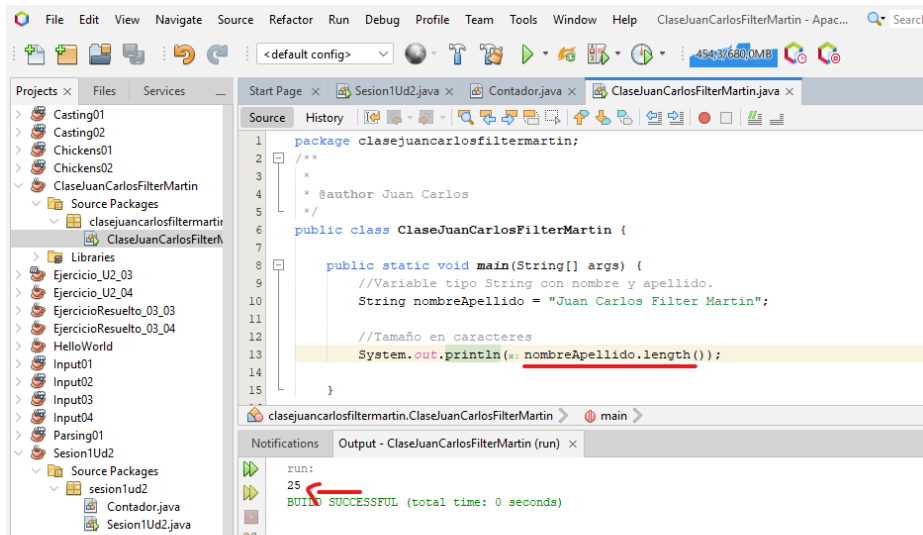 File Edit View Navigate Source Refactor Run Debug Profile Team Tools Window Help ClaseJuanCarlosFilterMartin - Apac...
<default config>
454,3/680,0MB
Projects Files Services
Casting01
Casting02
Chickens01
Chickens02
ClaseJuanCarlosFilterMartin
Source Packages
clasejuancarlosfiltermartin
ClaseJuanCarlosFilterM
Libraries
Ejercicio_U2_03
Ejercicio_U2_04
EjercicioResuelto_03_03
EjercicioResuelto_03_04
HelloWorld
Input01
Input02
Input03
Input04
Parsing01
Sesion1Ud2
Source Packages
sesion1ud2
Contador.java
Sesion1Ud2.java
Start Page Sesion1Ud2.java Contador.java ClaseJuanCarlosFilterMartin.java
Source History
1 package clasejuancarlosfiltermartin;
2 /**
3 *
4 * @author Juan Carlos
5 */
6 public class ClaseJuanCarlosFilterMartin {
7
8 public static void main(String[] args) {
9 //Variable tipo String con nombre y apellido.
10 String nombreApellido = "Juan Carlos Filter Martin";
11
12 //Tamaño en caracteres
13 System.out.println(x: nombreApellido.length());
14
15 }
clasejuancarlosfiltermartin.ClaseJuanCarlosFilterMartin main
Notifications Output - ClaseJuanCarlosFilterMartin (run)
run:
25
BUILD SUCCESSFUL (total time: 0 seconds)